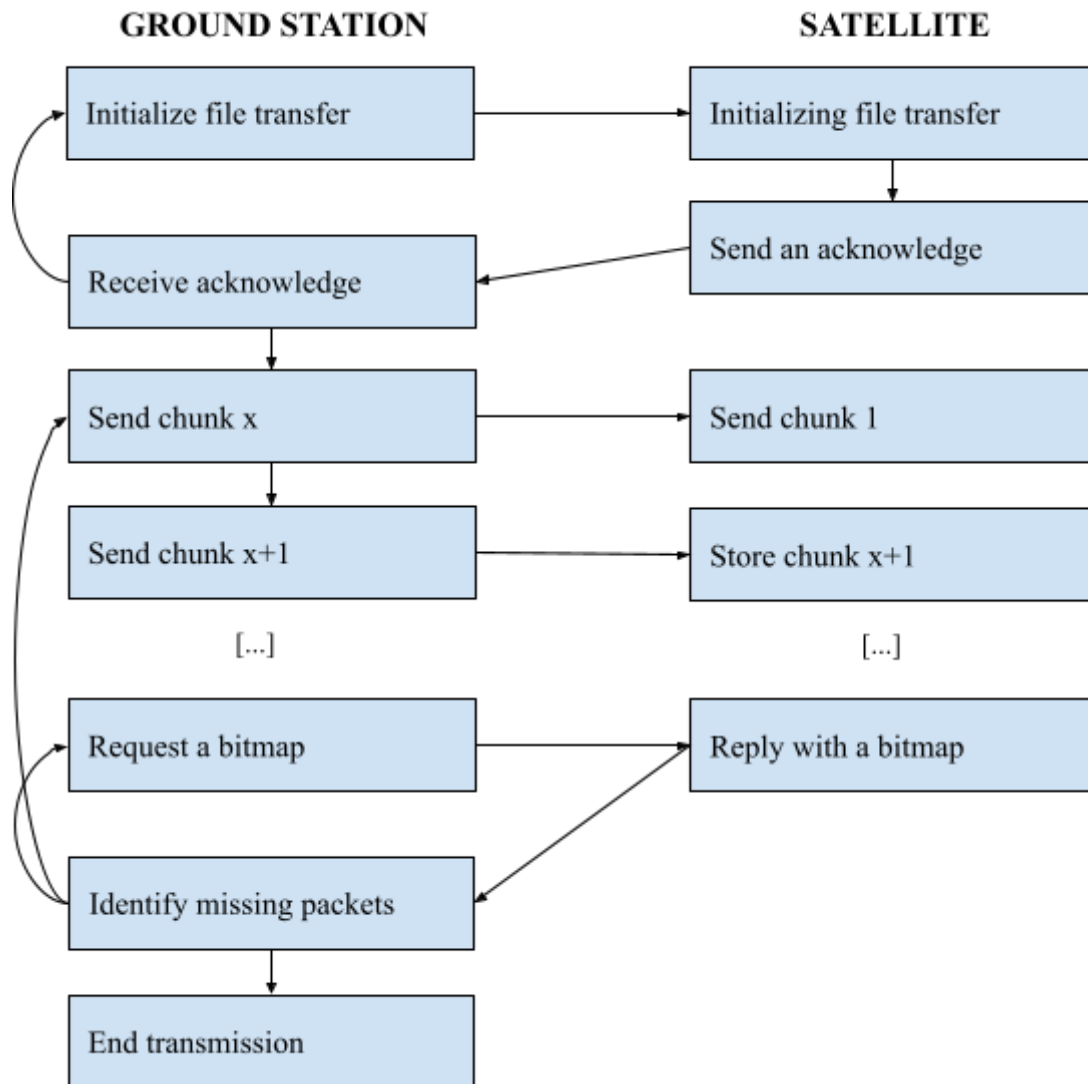 GROUND STATION
SATELLITE
Initialize file transfer
Initializing file transfer
Send an acknowledge
Receive acknowledge
Send chunk x
Send chunk 1
Send chunk x+1
Store chunk x+1
[...]
[...]
Request a bitmap
Reply with a bitmap
Identify missing packets
End transmission